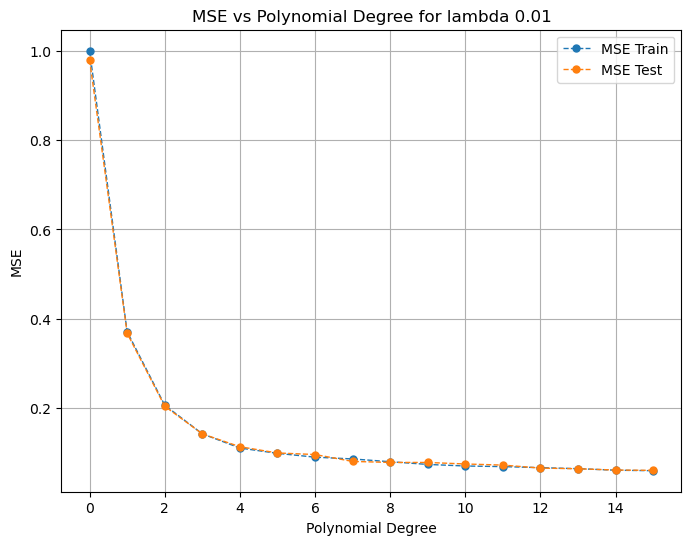 MSE vs Polynomial Degree for lambda 0.01
MSE Train
MSE Test
1.0
0.8
0.6
0.4
0.2
MSE
0 2 4 6 8 10 12 14
Polynomial Degree